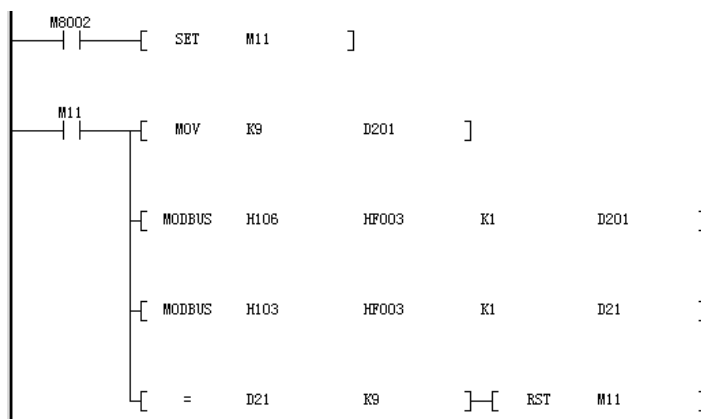 M8002
SET M11
M11
MOV K9 D201
MODBUS H106 HF003 K1 D201
MODBUS H103 HF003 K1 D21
= D21 K9 RST M11